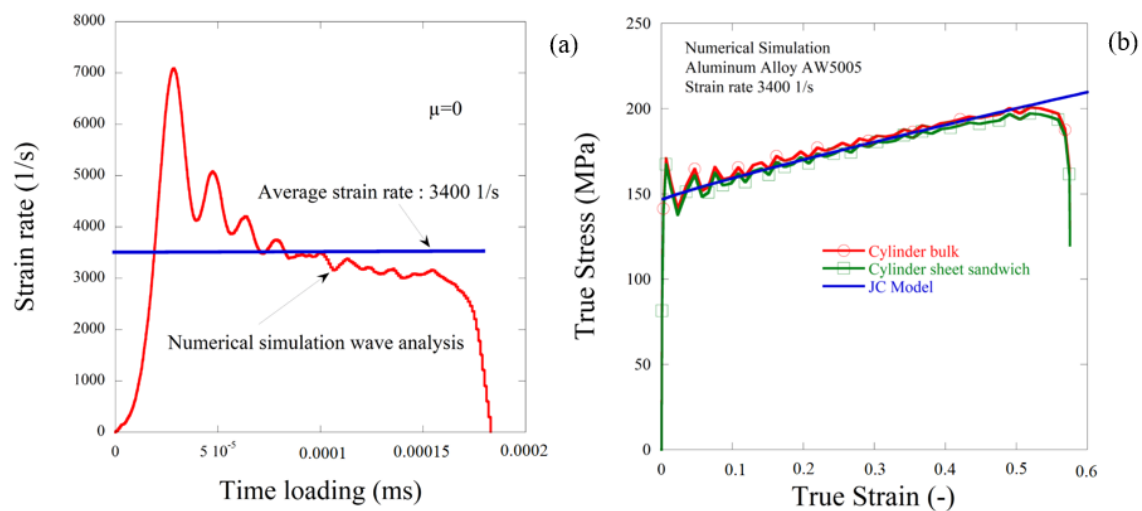 (a)
8000
7000
6000
5000
4000
3000
2000
1000
0
Strain rate (1/s)
μ=0
Average strain rate : 3400 1/s
Numerical simulation wave analysis
0
5 10⁻⁵
0.0001
0.00015
0.0002
Time loading (ms)
(b)
250
200
150
100
50
0
True Stress (MPa)
Numerical Simulation
Aluminum Alloy AW5005
Strain rate 3400 1/s
Cylinder bulk
Cylinder sheet sandwich
JC Model
0
0.1
0.2
0.3
0.4
0.5
0.6
True Strain (-)